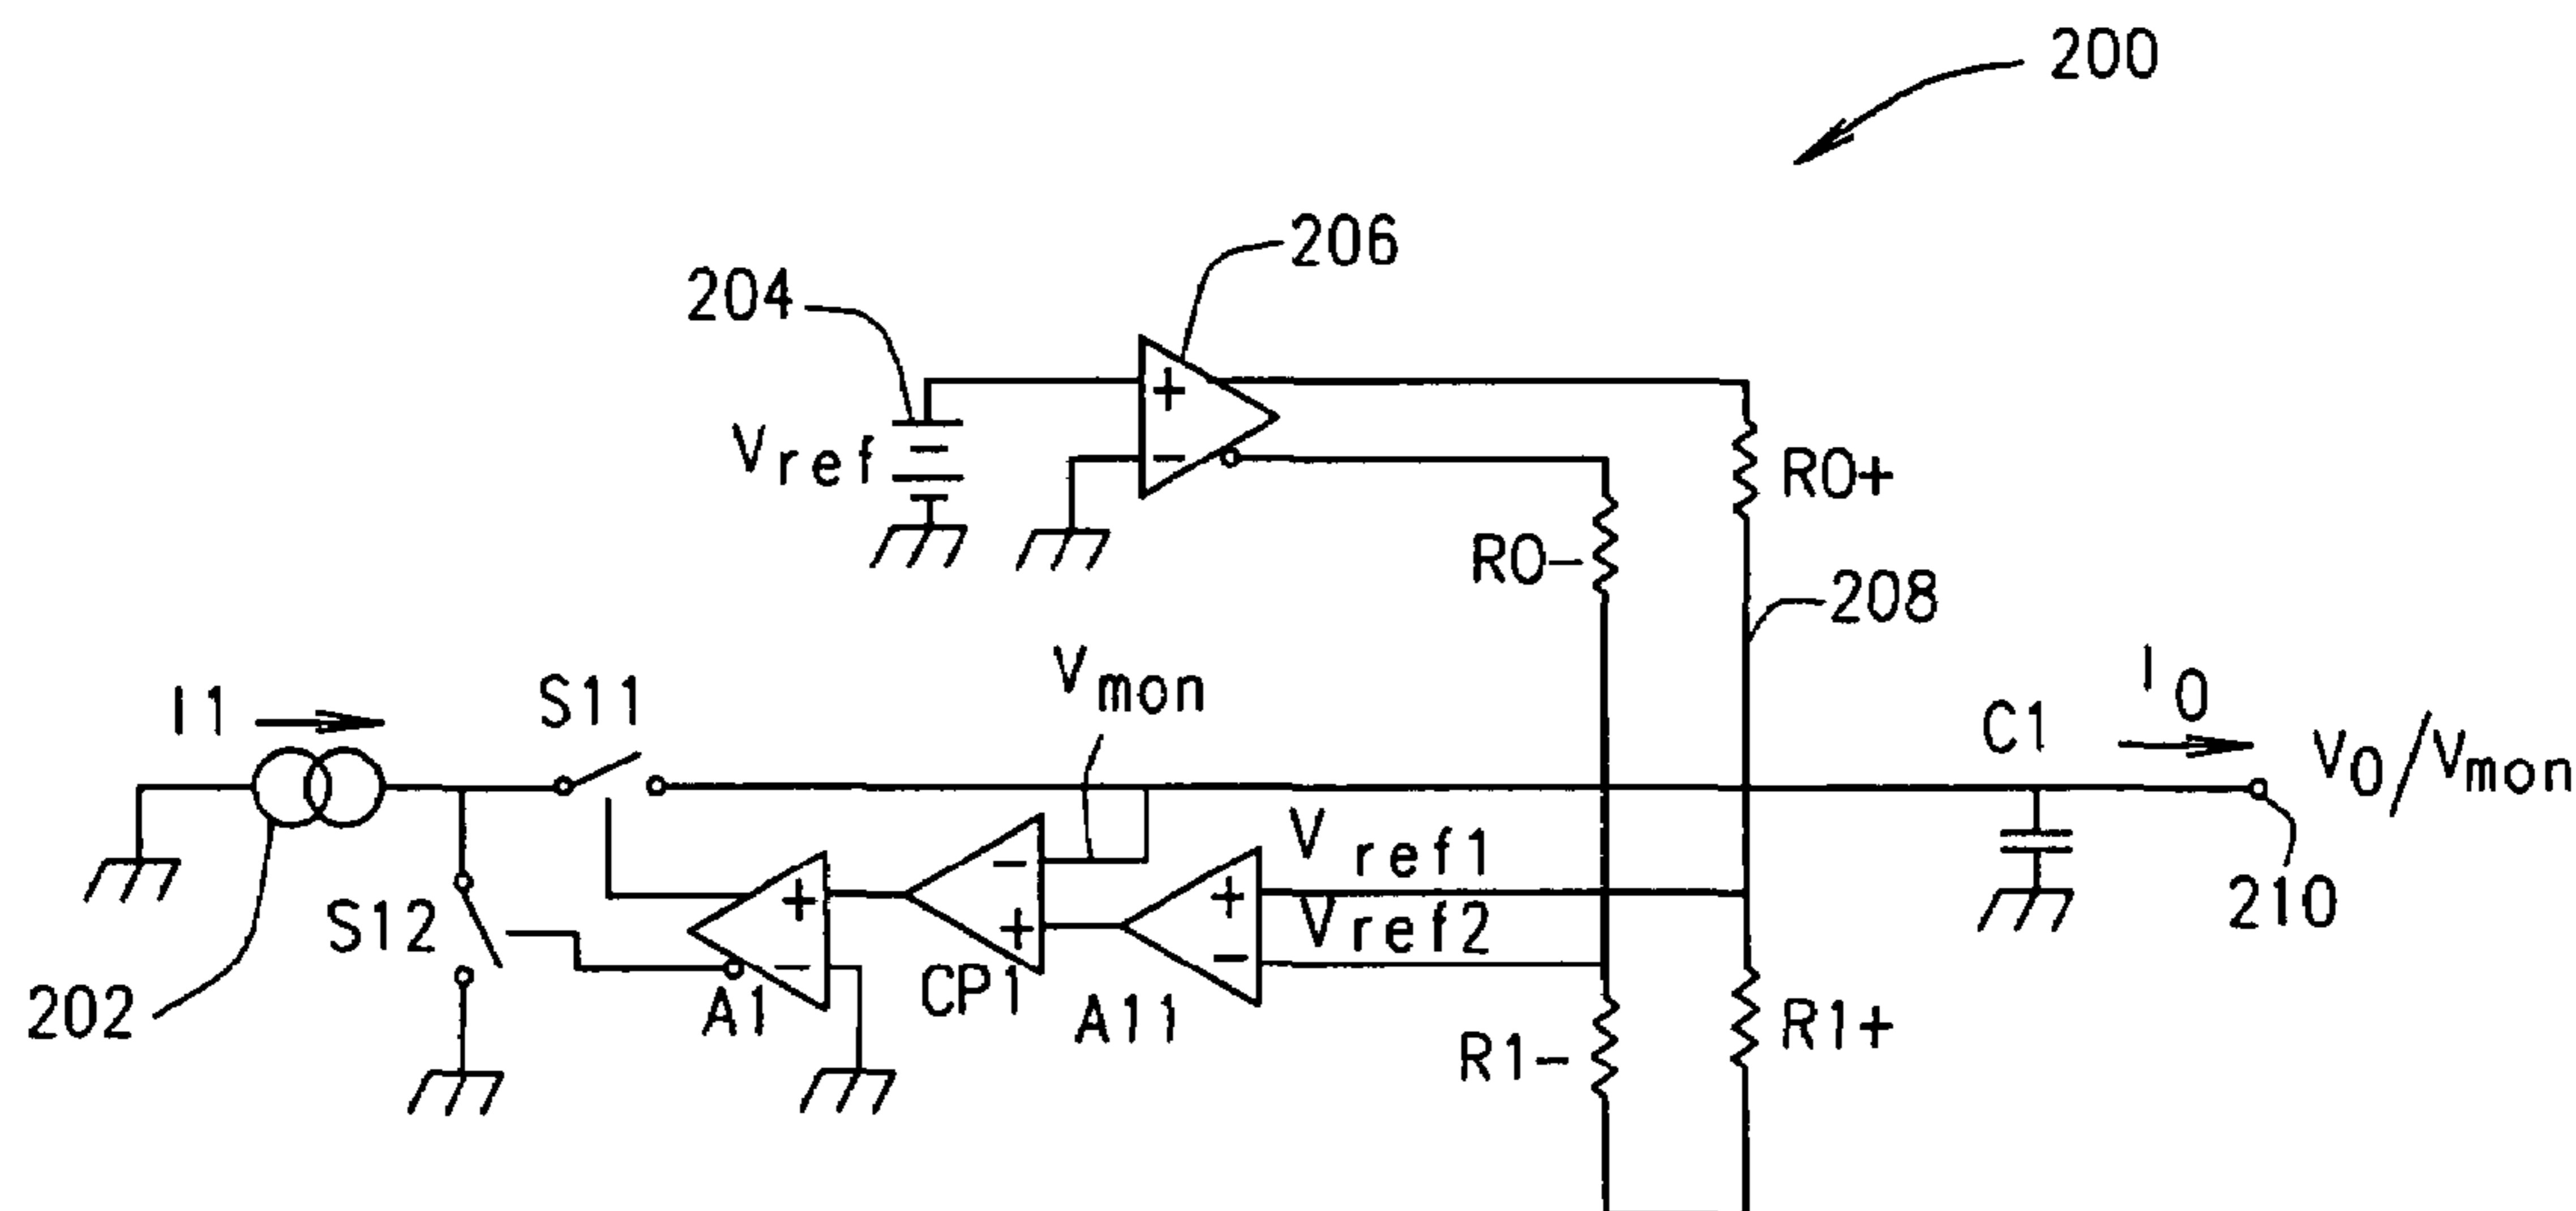 200
206
204
Vref
+
−
R0+
R0−
208
Vmon
I1
S11
I0
C1
V0/Vmon
Vref1
Vref2
−
+
+
−
+
−
S12
CP1
A1
A11
R1−
R1+
202
210